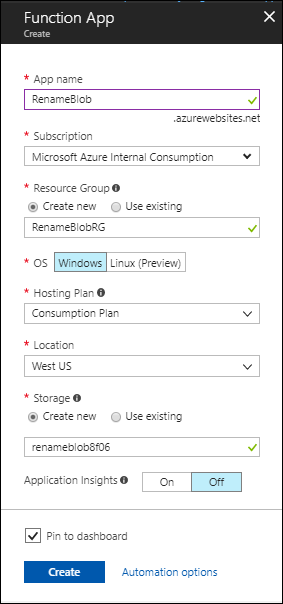 Function App
Create
* App name
RenameBlob
.azurewebsites.net
* Subscription
Microsoft Azure Internal Consumption
* Resource Group
Create new Use existing
RenameBlobRG
* OS Windows Linux (Preview)
* Hosting Plan
Consumption Plan
* Location
West US
* Storage
Create new Use existing
renameblob8f06
Application Insights On Off
Pin to dashboard
Create Automation options